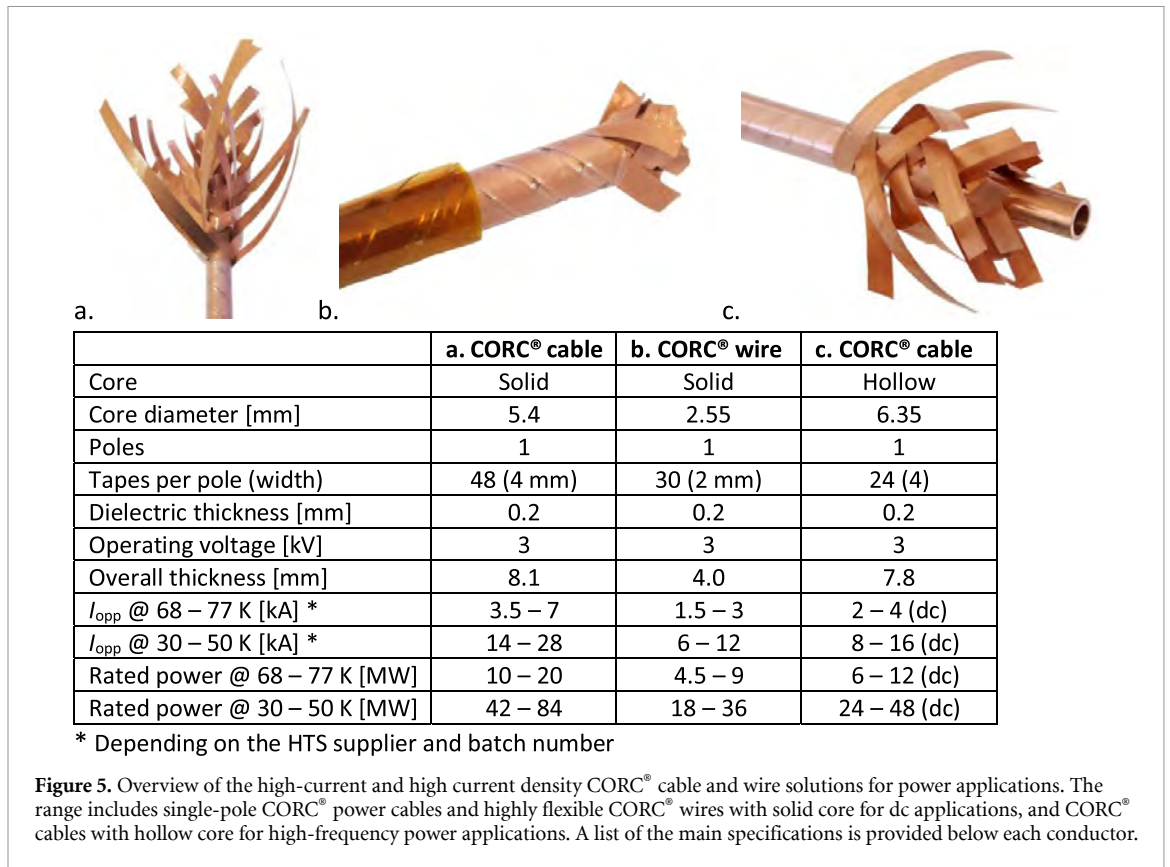 a. b. c.
a. CORC® cable b. CORC® wire c. CORC® cable
Core Solid Solid Hollow
Core diameter [mm] 5.4 2.55 6.35
Poles 1 1 1
Tapes per pole (width) 48 (4 mm) 30 (2 mm) 24 (4)
Dielectric thickness [mm] 0.2 0.2 0.2
Operating voltage [kV] 3 3 3
Overall thickness [mm] 8.1 4.0 7.8
Iopp @ 68 – 77 K [kA] * 3.5 – 7 1.5 – 3 2 – 4 (dc)
Iopp @ 30 – 50 K [kA] * 14 – 28 6 – 12 8 – 16 (dc)
Rated power @ 68 – 77 K [MW] 10 – 20 4.5 – 9 6 – 12 (dc)
Rated power @ 30 – 50 K [MW] 42 – 84 18 – 36 24 – 48 (dc)
* Depending on the HTS supplier and batch number
Figure 5. Overview of the high-current and high current density CORC® cable and wire solutions for power applications. The
range includes single-pole CORC® power cables and highly flexible CORC® wires with solid core for dc applications, and CORC®
cables with hollow core for high-frequency power applications. A list of the main specifications is provided below each conductor.